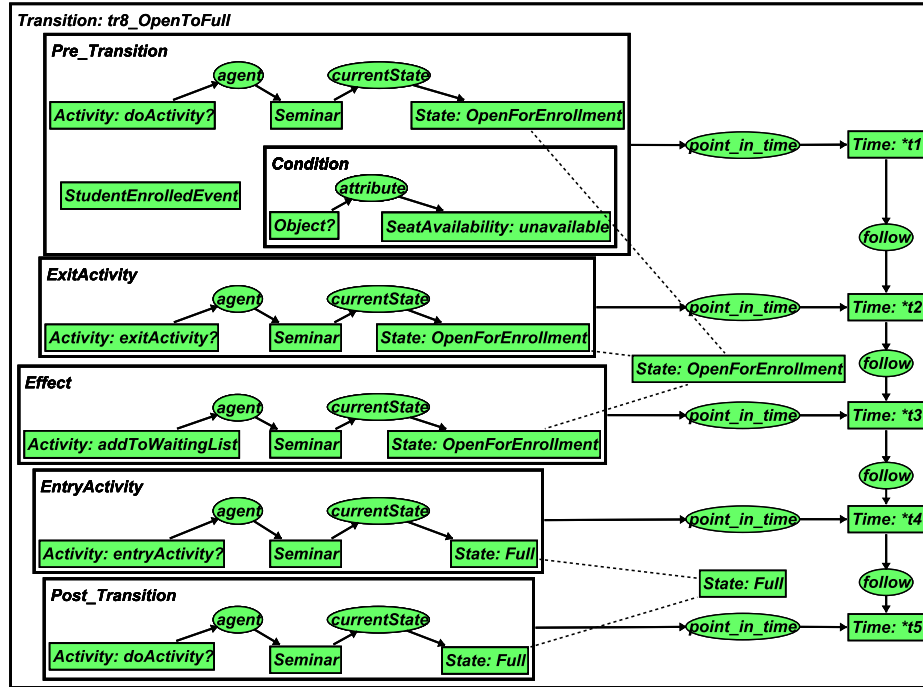 Transition: tr8_OpenToFull
Pre_Transition
agent
currentState
Activity: doActivity?
Seminar
State: OpenForEnrollment
point_in_time
Time: *t1
Condition
attribute
StudentEnrolledEvent
Object?
SeatAvailability: unavailable
follow
ExitActivity
agent
currentState
point_in_time
Time: *t2
Activity: exitActivity?
Seminar
State: OpenForEnrollment
State: OpenForEnrollment
follow
Effect
agent
currentState
point_in_time
Time: *t3
Activity: addToWaitingList
Seminar
State: OpenForEnrollment
follow
EntryActivity
agent
currentState
point_in_time
Time: *t4
Activity: entryActivity?
Seminar
State: Full
State: Full
follow
Post_Transition
agent
currentState
point_in_time
Time: *t5
Activity: doActivity?
Seminar
State: Full